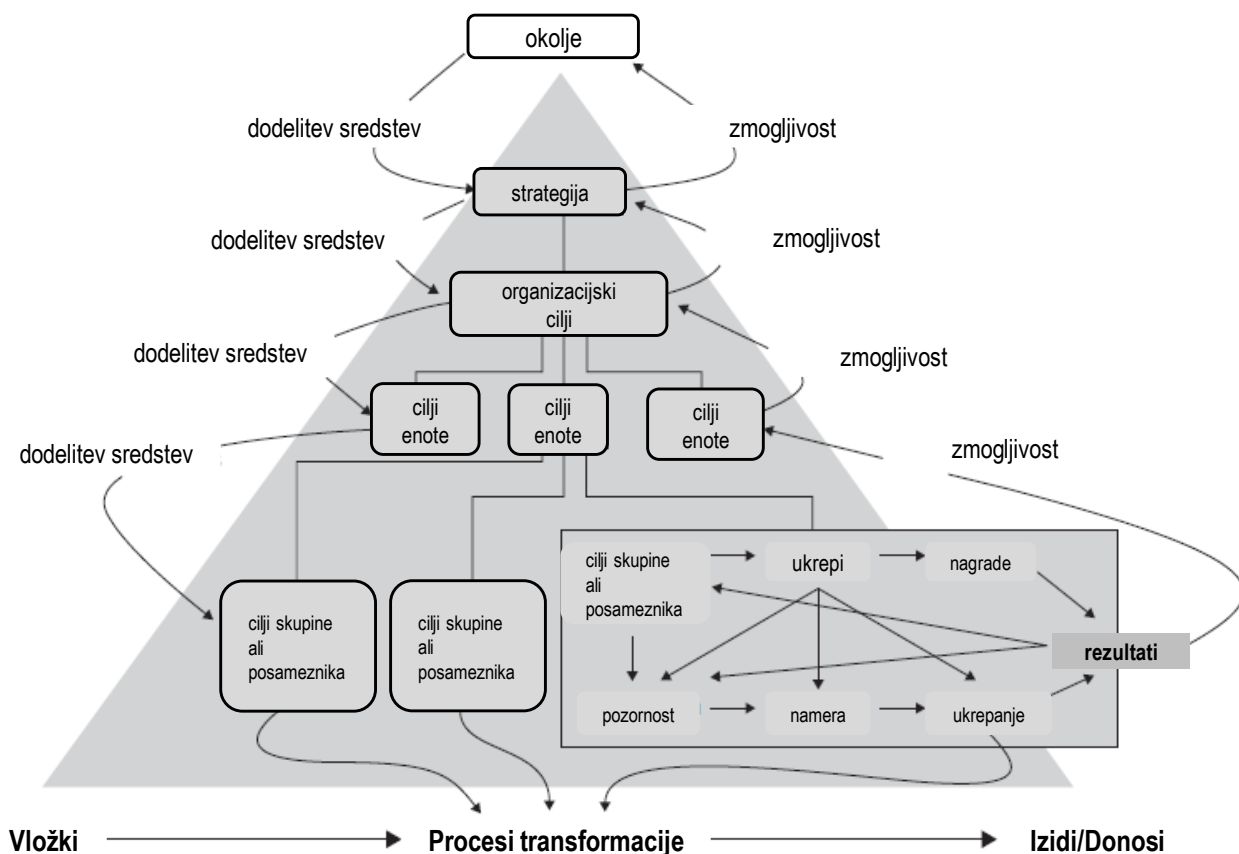 okolje
dodelitev sredstev
zmogljivost
strategija
dodelitev sredstev
zmogljivost
organizacijski
cilji
dodelitev sredstev
zmogljivost
cilji
enote
cilji
enote
cilji
enote
dodelitev sredstev
zmogljivost
cilji skupine
ali
posameznika
ukrepi
nagrade
cilji skupine
ali
posameznika
cilji skupine
ali
posameznika
rezultati
pozornost
namera
ukrepanje
Vložki
Procesi transformacije
Izidi/Donosi